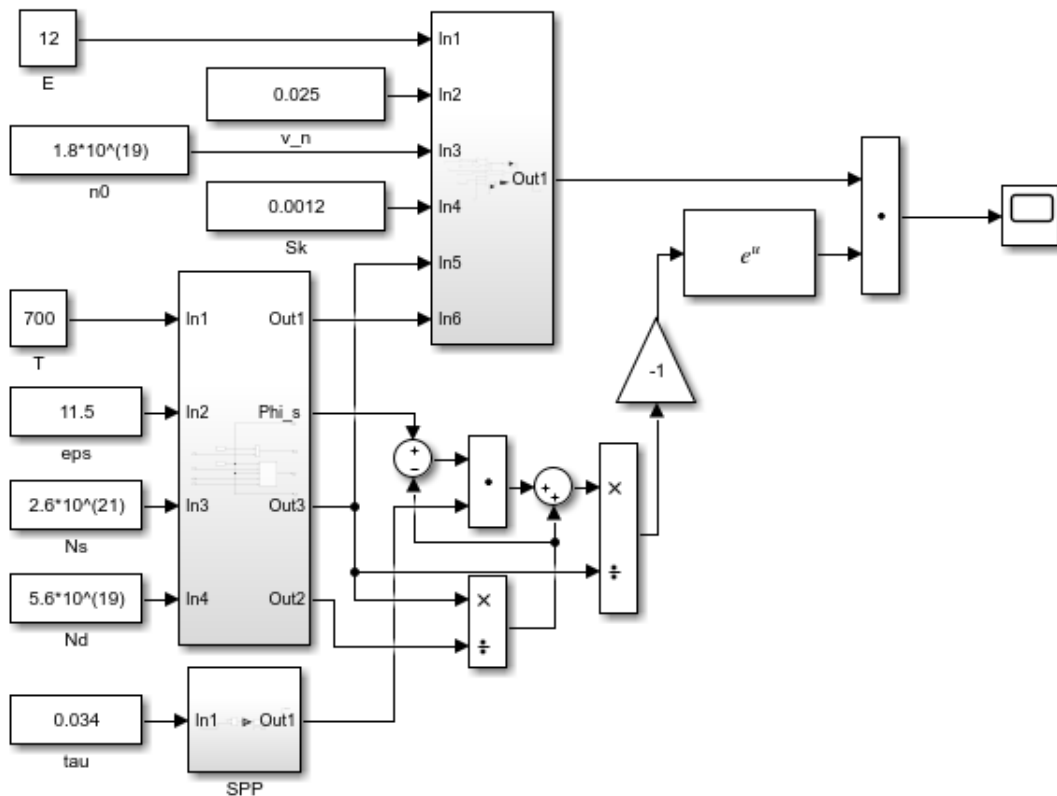 12
E
0.025
v_n
1.8*10^(19)
n0
0.0012
Sk
In1
In2
In3
In4
In5
In6
Out1
700
T
11.5
eps
2.6*10^(21)
Ns
5.6*10^(19)
Nd
In1
In2
In3
In4
Out1
Phi_s
Out3
Out2
0.034
tau
In1
Out1
SPP
+
−
·
+
+
×
÷
×
÷
-1
e^u
·